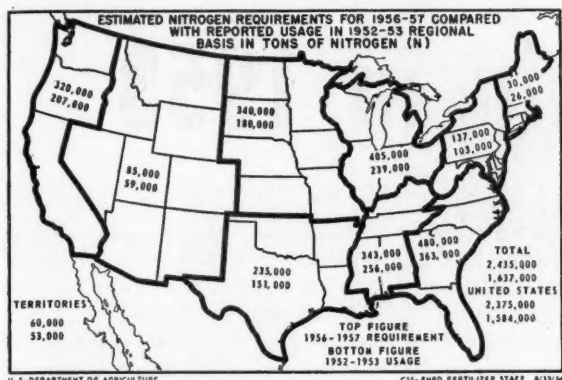 ESTIMATED NITROGEN REQUIREMENTS FOR 1956-57 COMPARED
WITH REPORTED USAGE IN 1952-53 REGIONAL
BASIS IN TONS OF NITROGEN (N)
320,000
207,000
340,000
180,000
30,000
26,000
137,000
103,000
405,000
239,000
85,000
59,000
235,000
151,000
343,000
256,000
480,000
363,000
TOTAL
2,435,000
1,637,000
UNITED STATES
2,375,000
1,584,000
TERRITORIES
60,000
53,000
TOP FIGURE
1956-1957 REQUIREMENT
BOTTOM FIGURE
1952-1953 USAGE
U. S. DEPARTMENT OF AGRICULTURE
FERTILIZER STAFF